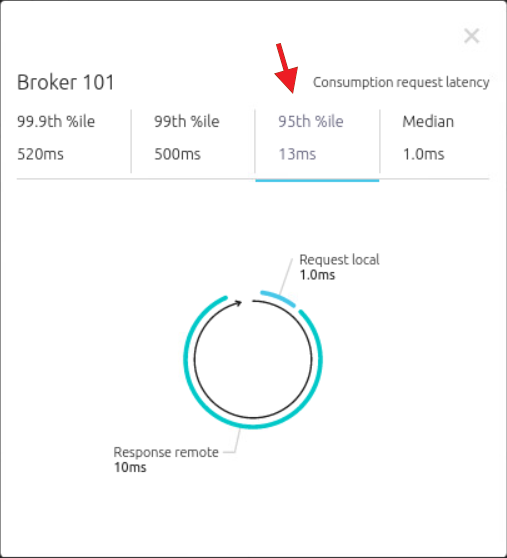 Broker 101
Consumption request latency
99.9th %ile
99th %ile
95th %ile
Median
520ms
500ms
13ms
1.0ms
Request local
1.0ms
Response remote
10ms